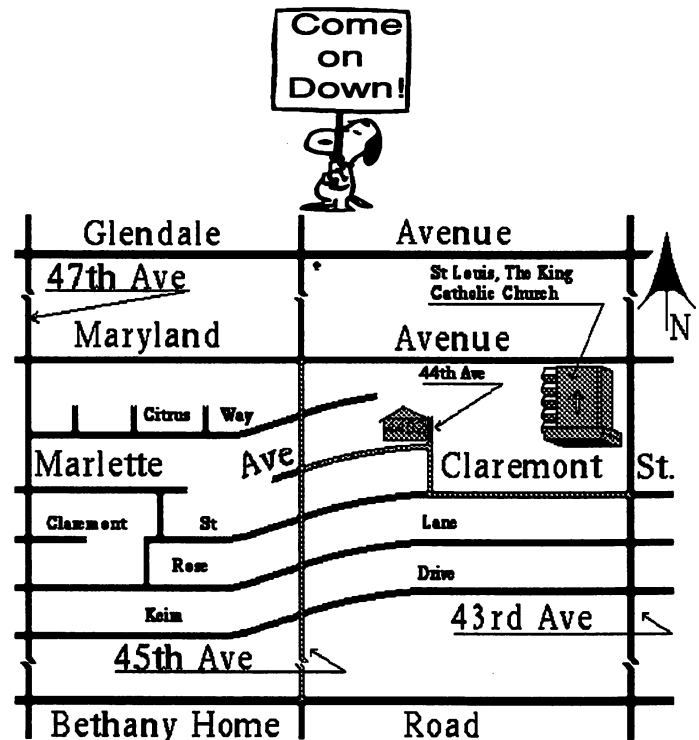 Come
on
Down!
Glendale Avenue
47th Ave
St Louis, The King
Catholic Church
N
Maryland Avenue
44th Ave
Citrus Way
Marlette Ave Claremont St.
Claremont St Lane
Rose Drive
Keim
43rd Ave
45th Ave
Bethany Home Road